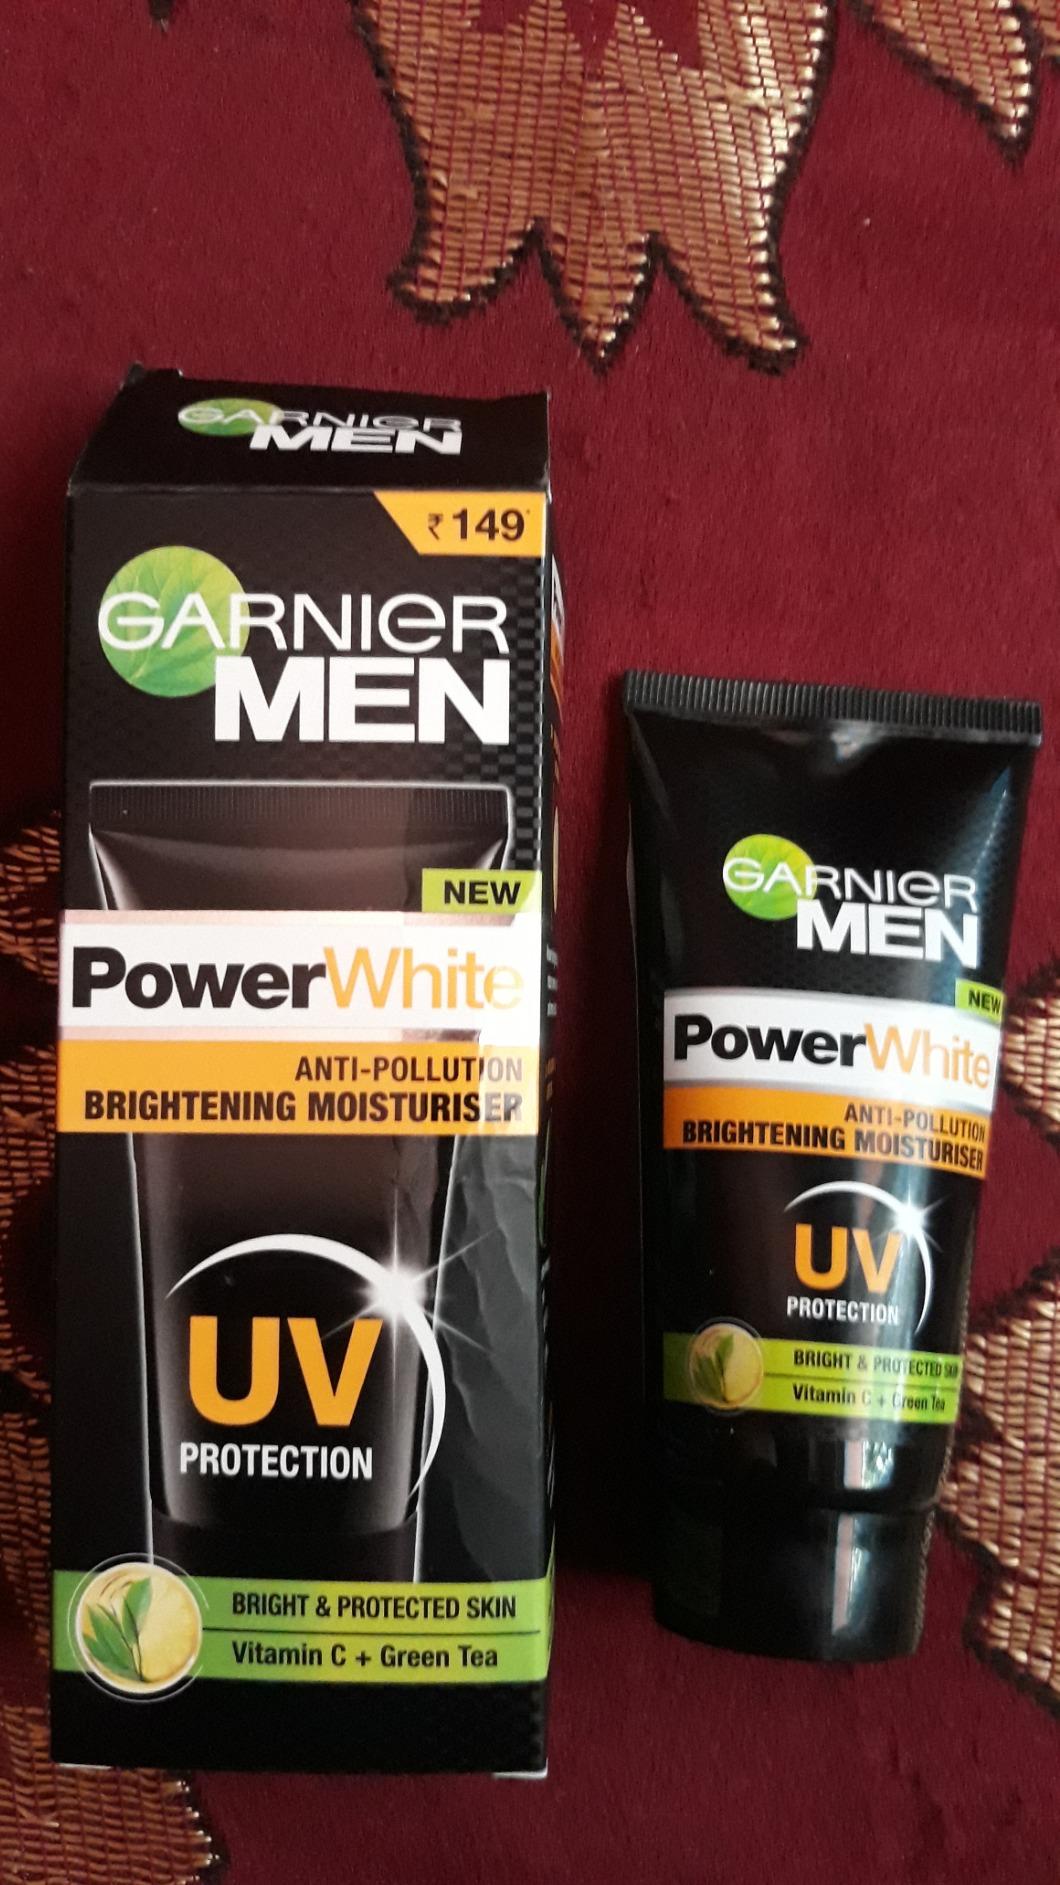 GARNIER
MEN
₹149*
GARNIER
MEN
NEW
PowerWhite
ANTI-POLLUTION
BRIGHTENING MOISTURISER
UV
PROTECTION
BRIGHT & PROTECTED SKIN
Vitamin C + Green Tea
GARNIER
MEN
NEW
PowerWhite
ANTI-POLLUTION
BRIGHTENING MOISTURISER
UV
PROTECTION
BRIGHT & PROTECTED SKIN
Vitamin C + Green Tea